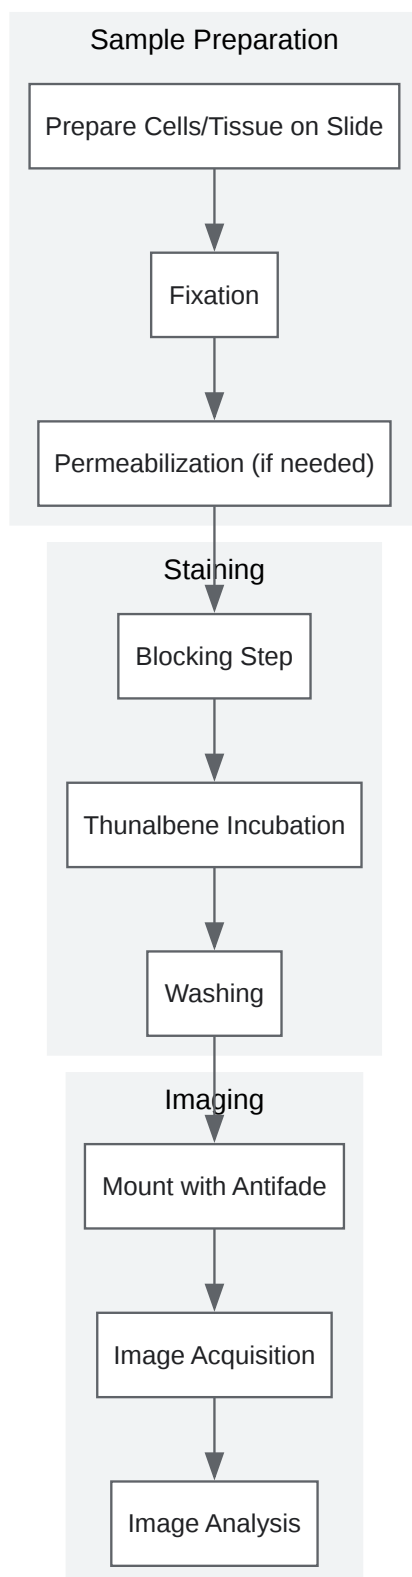 Sample Preparation
Prepare Cells/Tissue on Slide
Fixation
Permeabilization (if needed)
Staining
Blocking Step
Thunalbene Incubation
Washing
Imaging
Mount with Antifade
Image Acquisition
Image Analysis